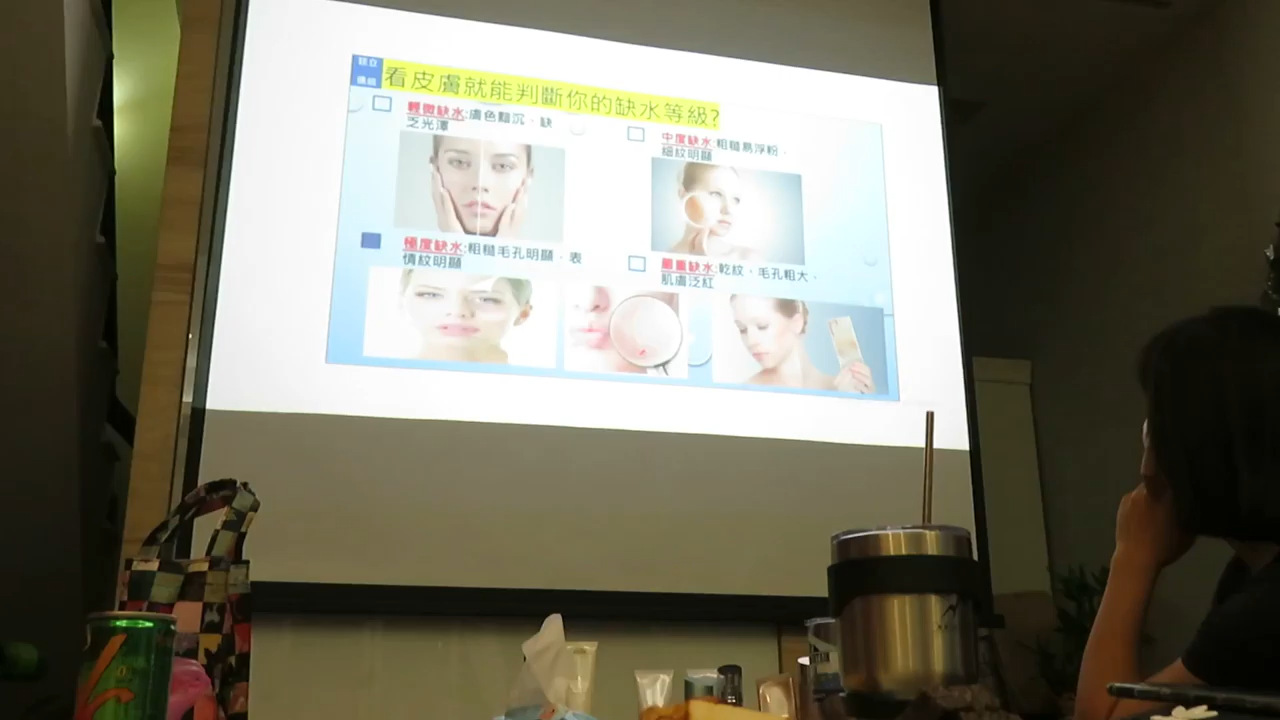 看皮膚就能判斷你的缺水等級?
輕微缺水:膚色黯沉、缺
乏光澤
中度缺水:粗糙易浮粉,
細紋明顯
極度缺水:粗糙毛孔明顯,表
情紋明顯
嚴重缺水:乾紋,毛孔粗大,
肌膚泛紅